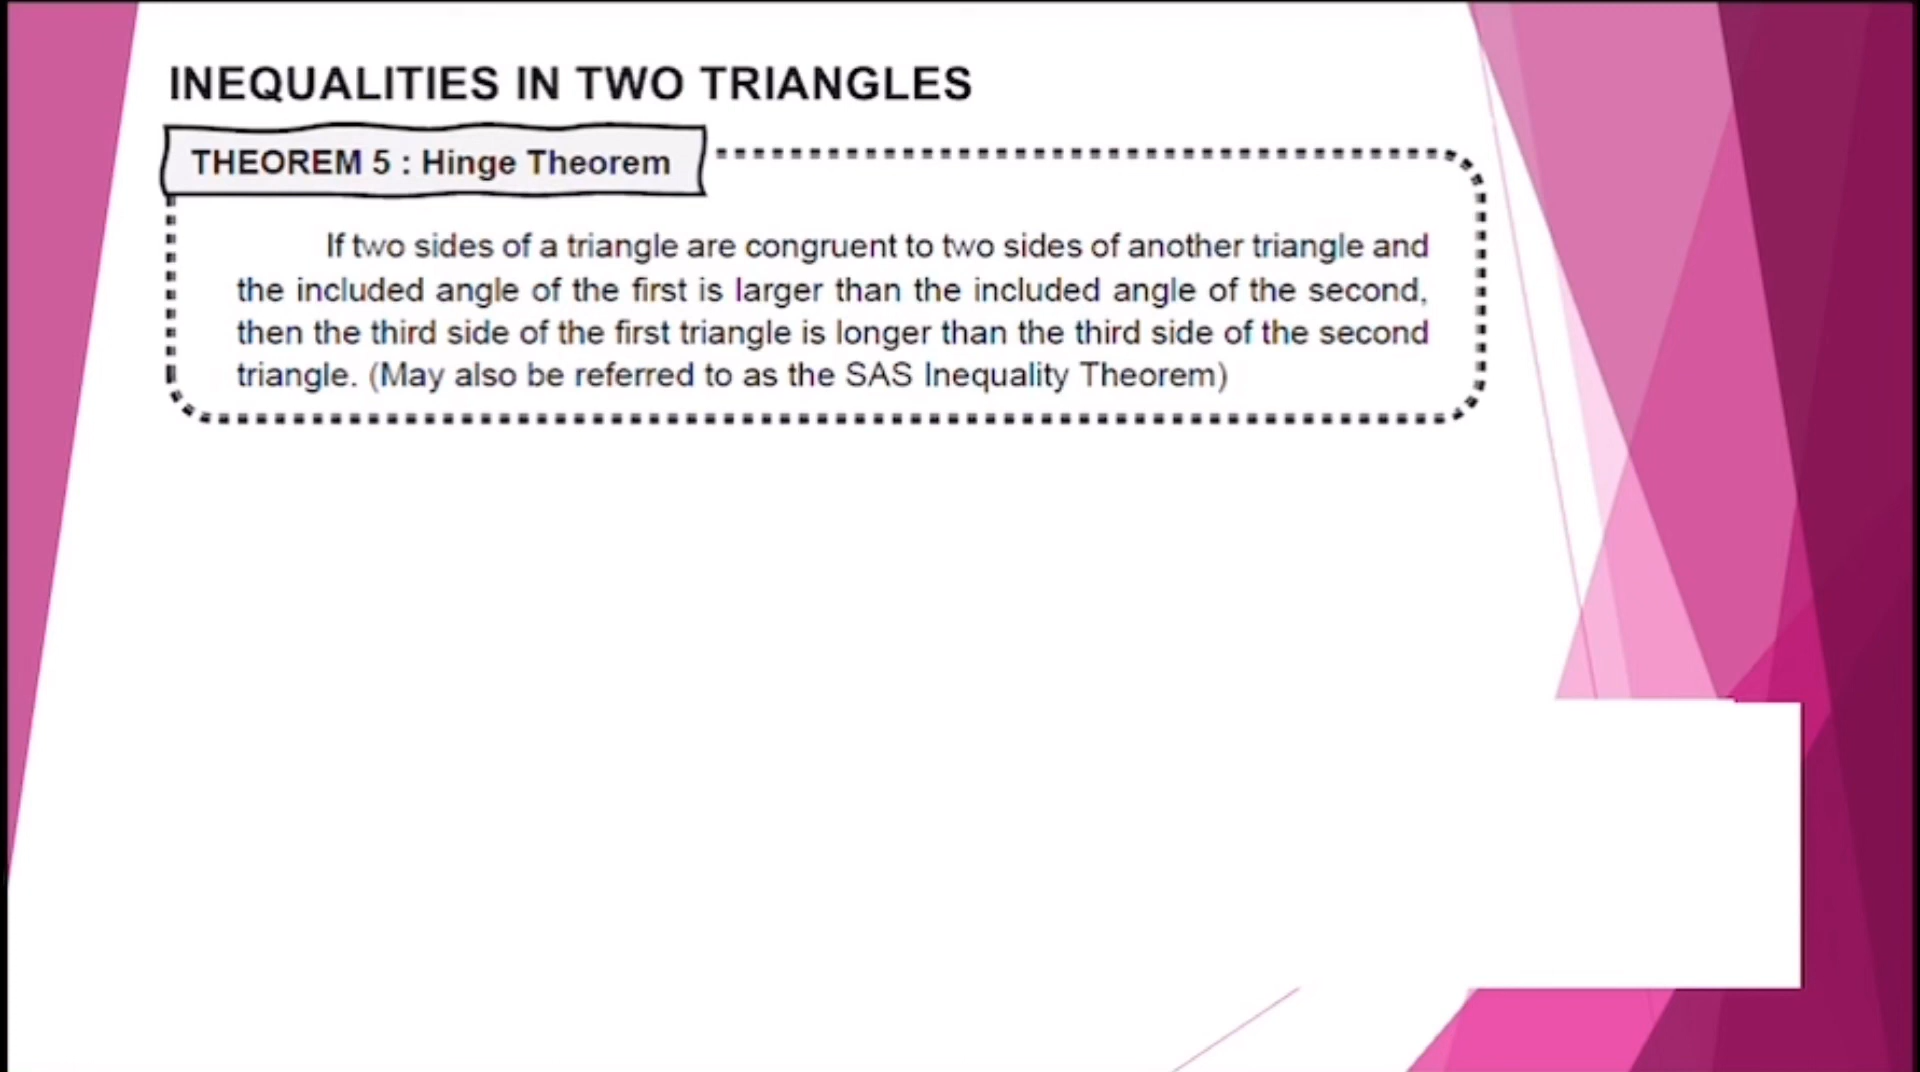 INEQUALITIES IN TWO TRIANGLES
THEOREM 5 : Hinge Theorem
If two sides of a triangle are congruent to two sides of another triangle and
the included angle of the first is larger than the included angle of the second,
then the third side of the first triangle is longer than the third side of the second
triangle. (May also be referred to as the SAS Inequality Theorem)